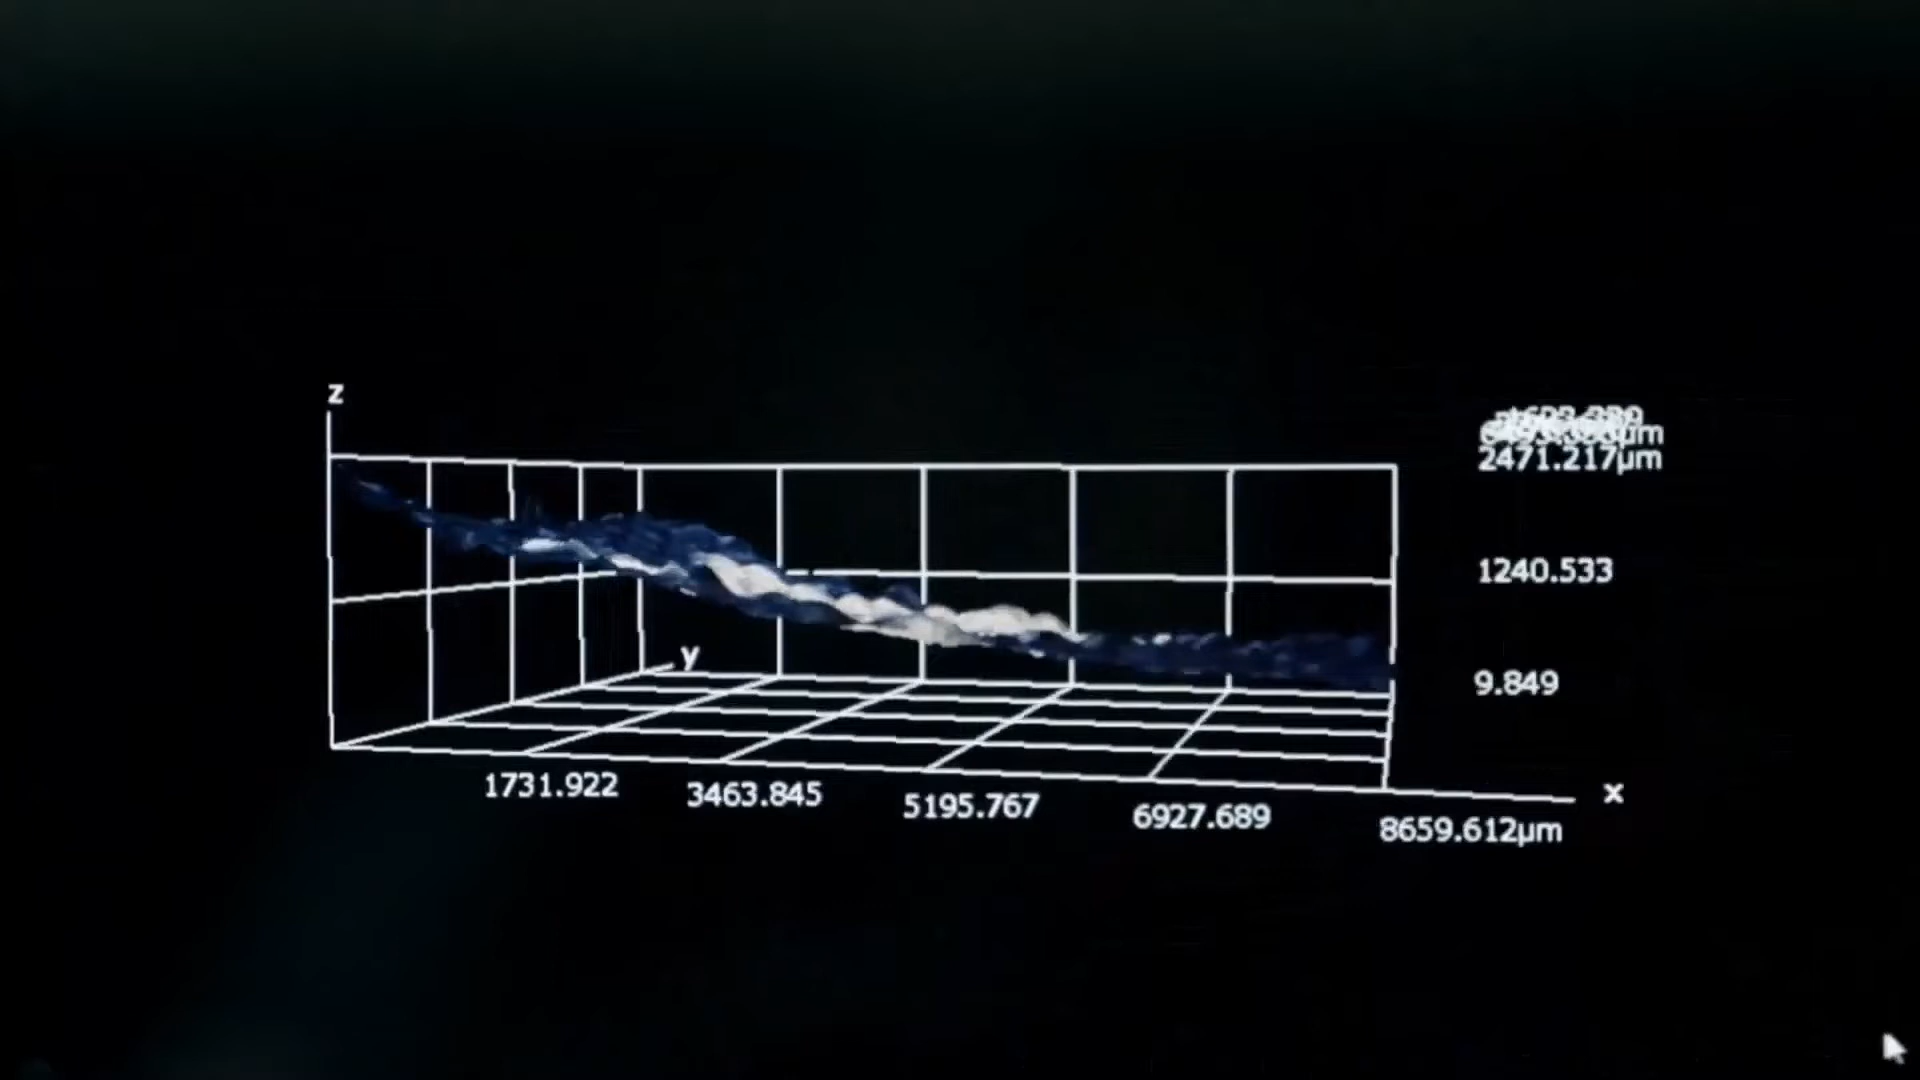 z
2471.217µm
1240.533
y
9.849
1731.922
3463.845
5195.767
6927.689
8659.612µm
x